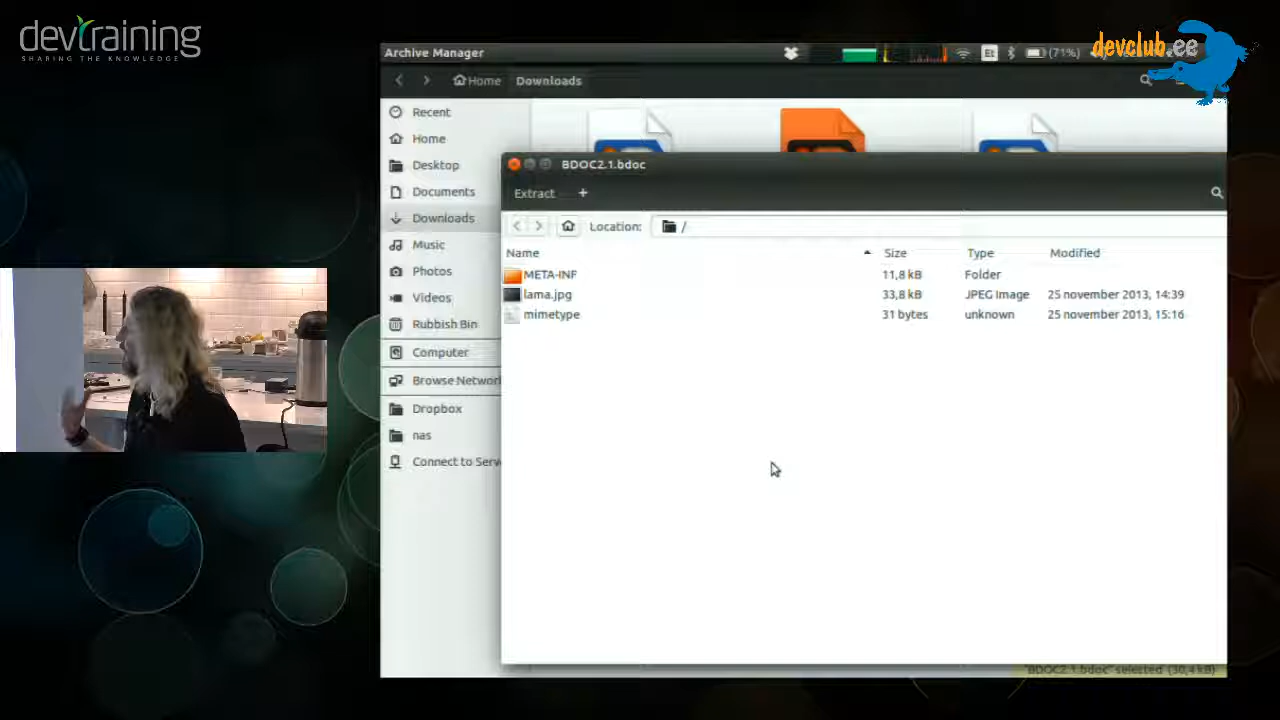 devtraining
SHARING THE KNOWLEDGE
devclub.ee
Archive Manager
Et
(71%)
Home
Downloads
Recent
Home
Desktop
Documents
Downloads
Music
Photos
Videos
Rubbish Bin
Computer
Browse Networ
Dropbox
nas
Connect to Serv
BDOC2.1.bdoc
Extract +
Location: /
Name Size Type Modified
META-INF 11,8 kB Folder
lama.jpg 33,8 kB JPEG Image 25 november 2013, 14:39
mimetype 31 bytes unknown 25 november 2013, 15:16
"BDOC2.1.bdoc" selected (30,4 kB)